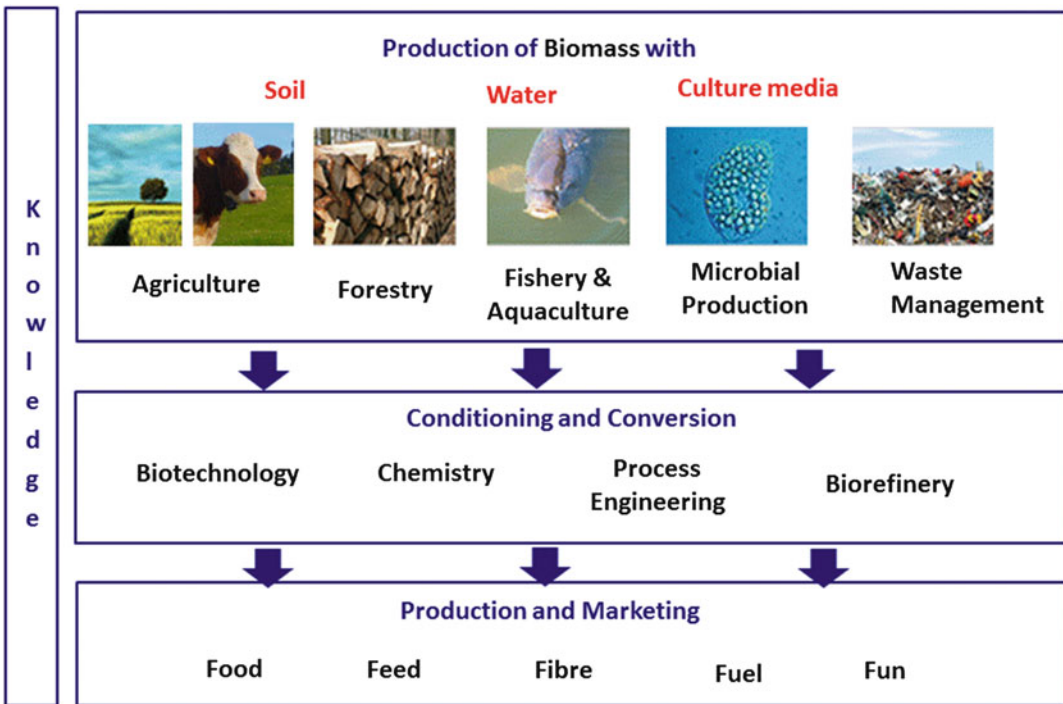 Knowledge
Production of Biomass with
Soil
Water
Culture media
Agriculture
Forestry
Fishery &
Aquaculture
Microbial
Production
Waste
Management
Conditioning and Conversion
Biotechnology
Chemistry
Process
Engineering
Biorefinery
Production and Marketing
Food
Feed
Fibre
Fuel
Fun